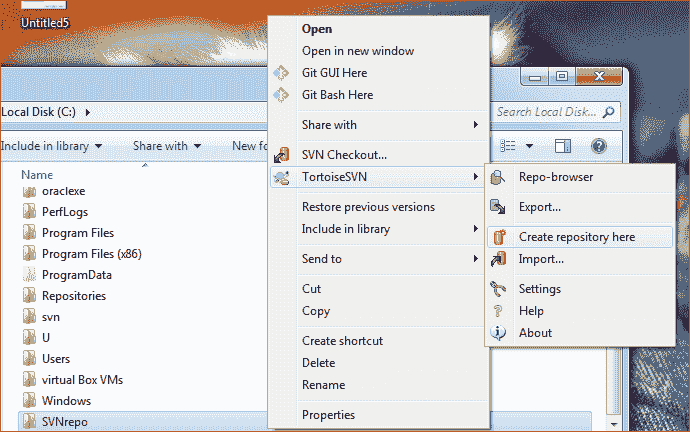 Untitled5
Local Disk (C:)
Search Local Disk...
Include in library
Share with
New fo
Name
oraclexe
PerfLogs
Program Files
Program Files (x86)
ProgramData
Repositories
svn
U
Users
virtual Box VMs
Windows
SVNrepo
Open
Open in new window
Git GUI Here
Git Bash Here
Share with
SVN Checkout...
TortoiseSVN
Restore previous versions
Include in library
Send to
Cut
Copy
Create shortcut
Delete
Rename
Properties
Repo-browser
Export...
Create repository here
Import...
Settings
Help
About